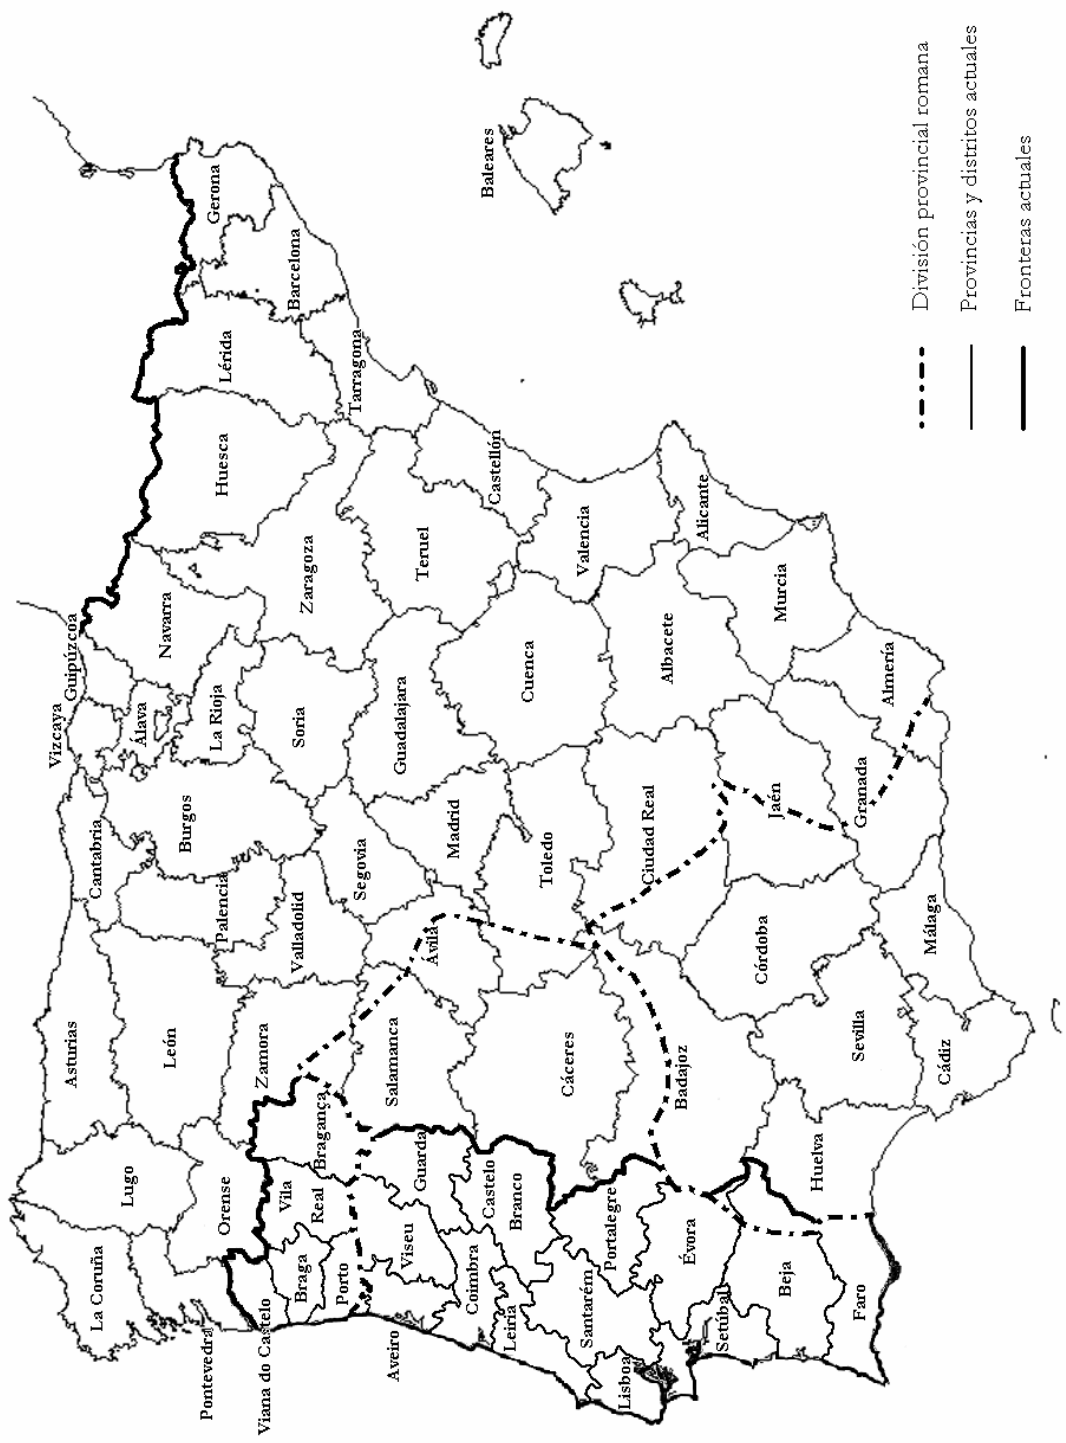 La Coruña
Lugo
Asturias
Cantabria
Vizcaya
Guipúzcoa
Pontevedra
Orense
León
Palencia
Burgos
Álava
Navarra
La Rioja
Huesca
Lérida
Gerona
Barcelona
Tarragona
Zaragoza
Soria
Segovia
Valladolid
Zamora
Viana do Castelo
Braga
Vila
Real
Bragança
Porto
Aveiro
Viseu
Guarda
Salamanca
Ávila
Madrid
Guadalajara
Teruel
Castellón
Baleares
Coimbra
Leiría
Castelo
Branco
Cáceres
Toledo
Cuenca
Valencia
Lisboa
Santarém
Portalegre
Badajoz
Ciudad Real
Albacete
Alicante
Setúbal
Évora
Beja
Faro
Huelva
Sevilla
Córdoba
Jaén
Murcia
Cádiz
Málaga
Granada
Almería
División provincial romana
Provincias y distritos actuales
Fronteras actuales